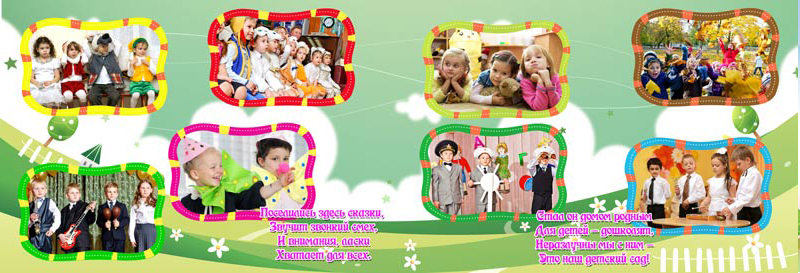 Поселились здесь сказки,
Звучит звонкий смех,
И внимания, ласки
Хватает для всех.
Стал он домом родным
Для детей – дошколят,
Неразлучны мы с ним –
Это наш детский сад!